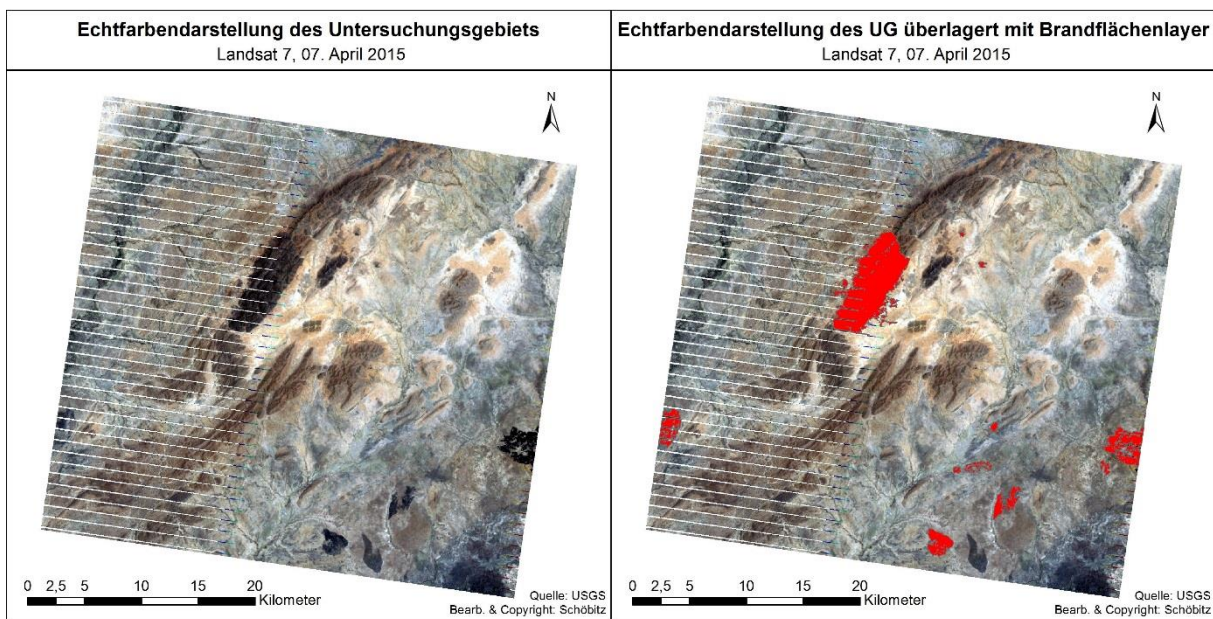 Echtfarbendarstellung des Untersuchungsgebiets
Landsat 7, 07. April 2015
N
0 2,5 5 10 15 20
Kilometer
Quelle: USGS
Bearb. & Copyright: Schöbitz
Echtfarbendarstellung des UG überlagert mit Brandflächenlayer
Landsat 7, 07. April 2015
N
0 2,5 5 10 15 20
Kilometer
Quelle: USGS
Bearb. & Copyright: Schöbitz